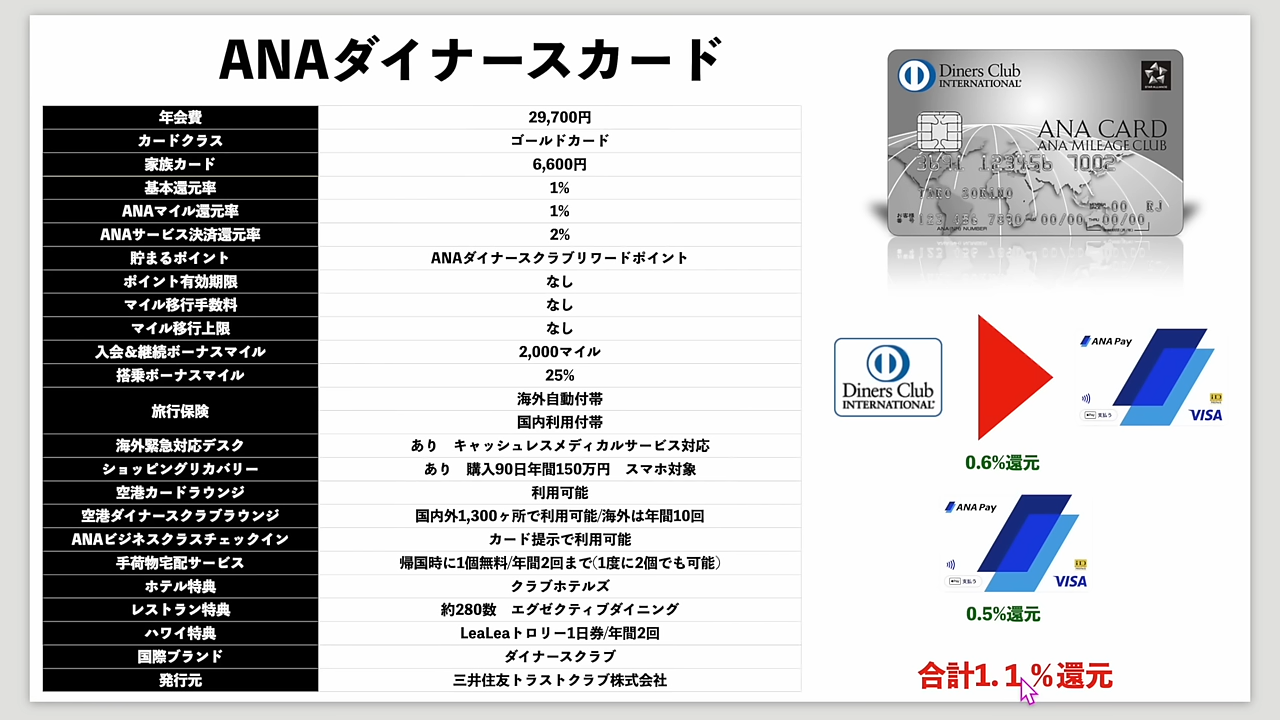 ANAダイナースカード
年会費 29,700円
カードクラス ゴールドカード
家族カード 6,600円
基本還元率 1%
ANAマイル還元率 1%
ANAサービス決済還元率 2%
貯まるポイント ANAダイナースクラブリワードポイント
ポイント有効期限 なし
マイル移行手数料 なし
マイル移行上限 なし
入会&継続ボーナスマイル 2,000マイル
搭乗ボーナスマイル 25%
旅行保険 海外自動付帯
国内利用付帯
海外緊急対応デスク あり キャッシュレスメディカルサービス対応
ショッピングリカバリー あり 購入90日年間150万円 スマホ対象
空港カードラウンジ 利用可能
空港ダイナースクラブラウンジ 国内外1,300ヶ所で利用可能/海外は年間10回
ANAビジネスクラスチェックイン カード提示で利用可能
手荷物宅配サービス 帰国時に1個無料/年間2回まで(1度に2個でも可能)
ホテル特典 クラブホテルズ
レストラン特典 約280数 エグゼクティブダイニング
ハワイ特典 LeaLeaトロリー1日券/年間2回
国際ブランド ダイナースクラブ
発行元 三井住友トラストクラブ株式会社
Diners Club
INTERNATIONAL
STAR ALLIANCE
ANA CARD
ANA MILEAGE CLUB
お客様
番号
Diners Club
INTERNATIONAL
ANA Pay
Pay 支払う
VISA
0.6%還元
ANA Pay
Pay 支払う
VISA
0.5%還元
合計1.1%還元